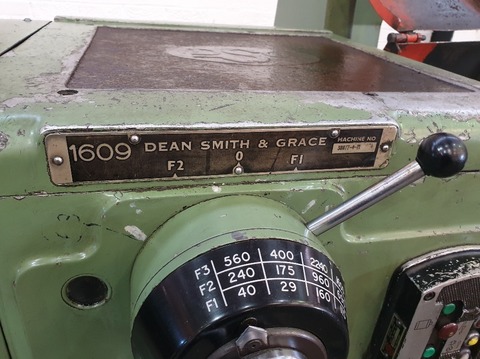 1609 DEAN SMITH & GRACE MACHINE NO
F2 0 F1
F3 560 400 2240
F2 240 175 960
F1 40 29 160